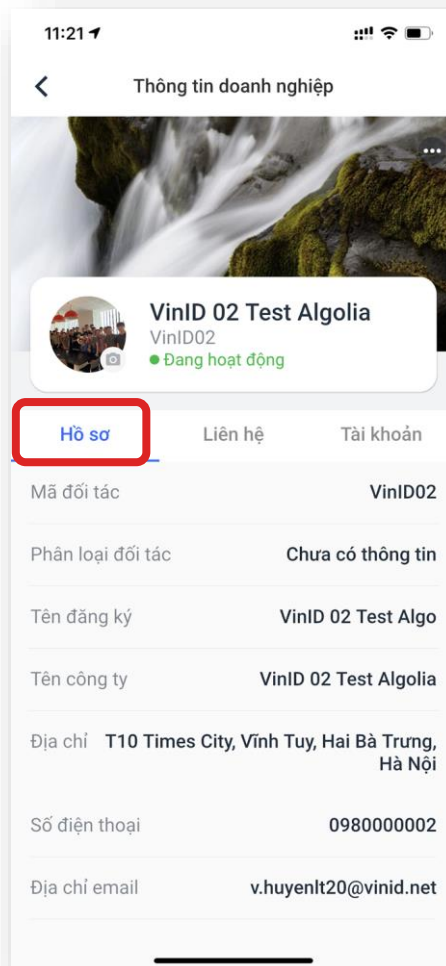 11:21
Thông tin doanh nghiệp
VinID 02 Test Algolia
VinID02
Đang hoạt động
Hồ sơ Liên hệ Tài khoản
Mã đối tác VinID02
Phân loại đối tác Chưa có thông tin
Tên đăng ký VinID 02 Test Algo
Tên công ty VinID 02 Test Algolia
Địa chỉ T10 Times City, Vĩnh Tuy, Hai Bà Trưng,
Hà Nội
Số điện thoại 0980000002
Địa chỉ email v.huyenlt20@vinid.net